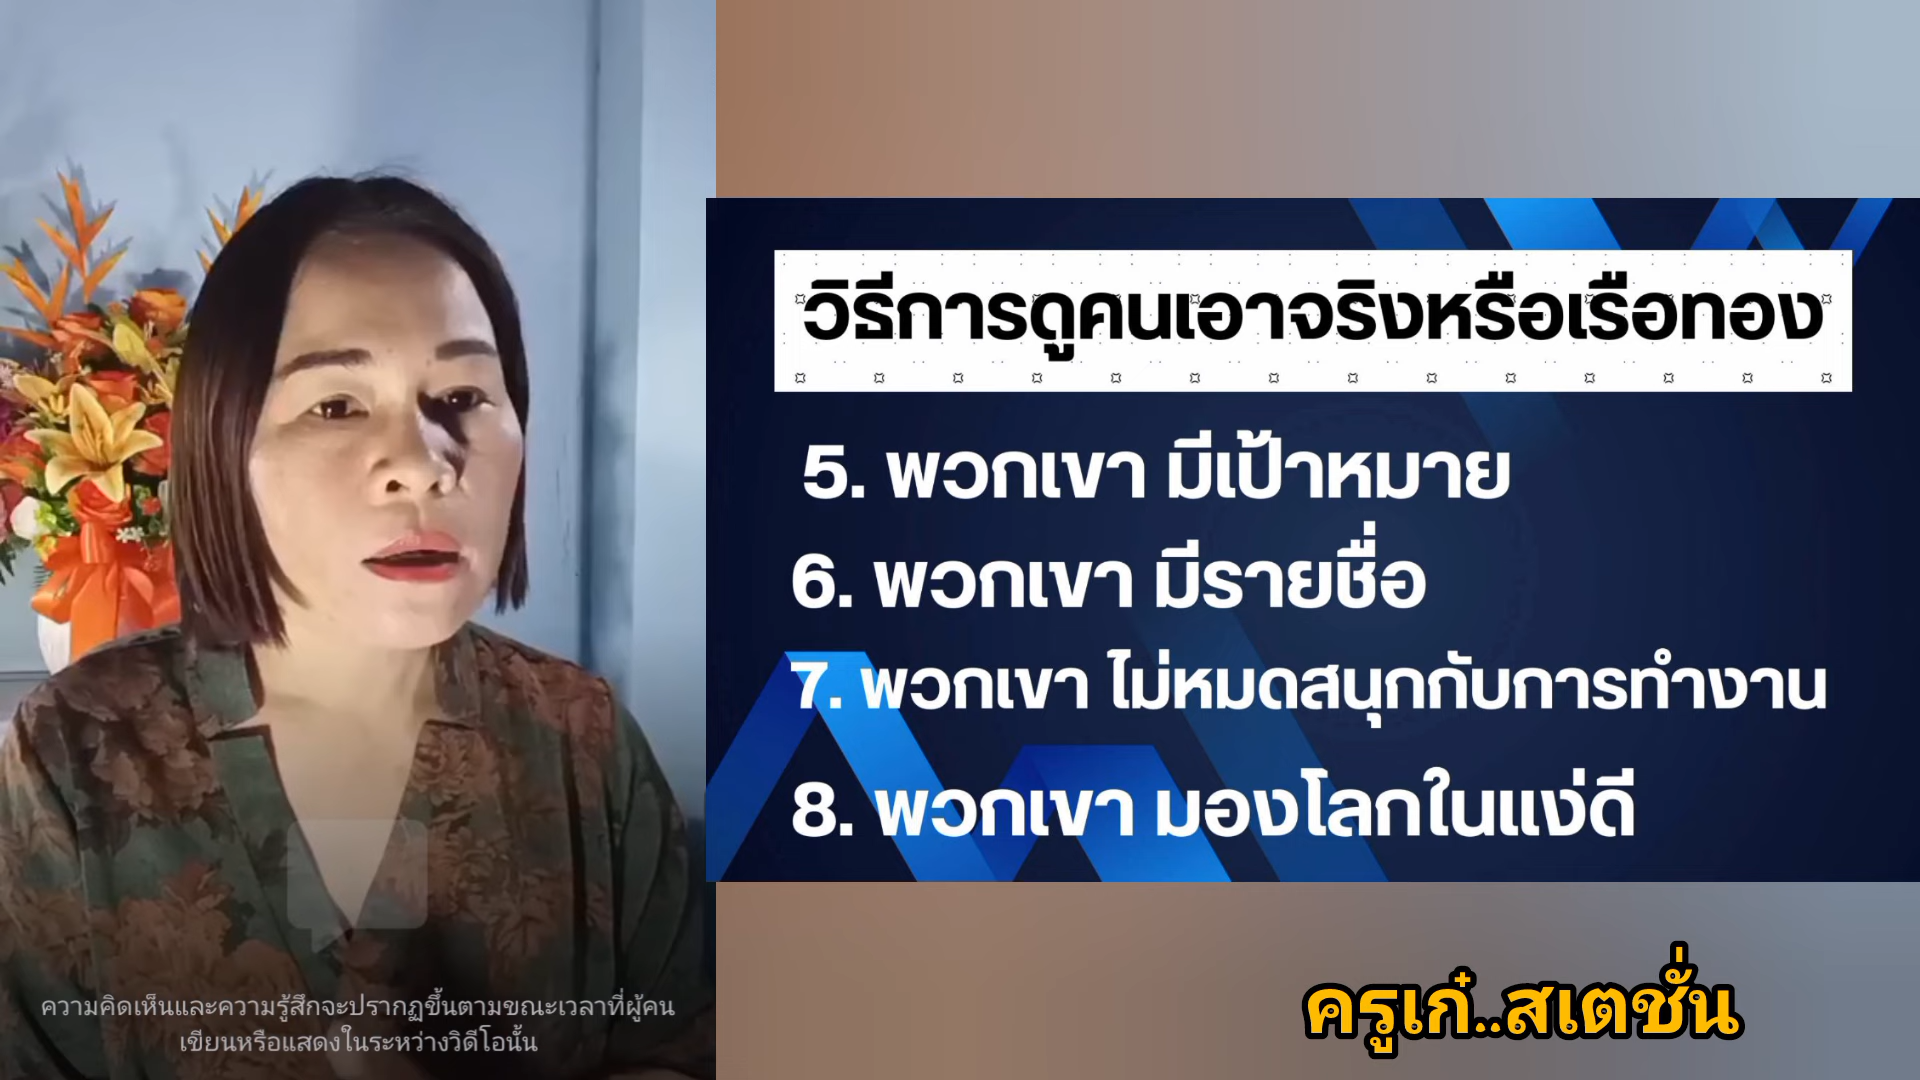 วิธีการดูคนเอาจริงหรือเรือทอง
5. พวกเขา มีเป้าหมาย
6. พวกเขา มีรายชื่อ
7. พวกเขา ไม่หมดสนุกกับการทำงาน
8. พวกเขา มองโลกในแง่ดี
ความคิดเห็นและความรู้สึกจะปรากฏขึ้นตามขณะเวลาที่ผู้คน
เขียนหรือแสดงในระหว่างวิดีโอนั้น
ครูเก๋..สเตชั่น